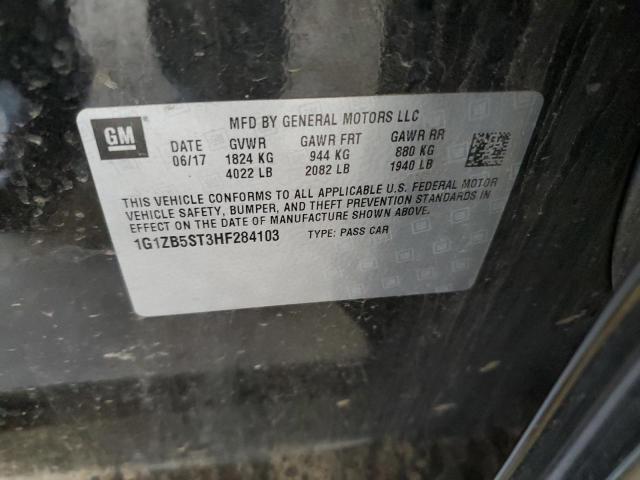 GM
MFD BY GENERAL MOTORS LLC
DATE GVWR GAWR FRT GAWR RR
06/17 1824 KG 944 KG 880 KG
4022 LB 2082 LB 1940 LB
THIS VEHICLE CONFORMS TO ALL APPLICABLE U.S. FEDERAL MOTOR
VEHICLE SAFETY, BUMPER, AND THEFT PREVENTION STANDARDS IN
EFFECT ON THE DATE OF MANUFACTURE SHOWN ABOVE.
1G1ZB5ST3HF284103 TYPE: PASS CAR